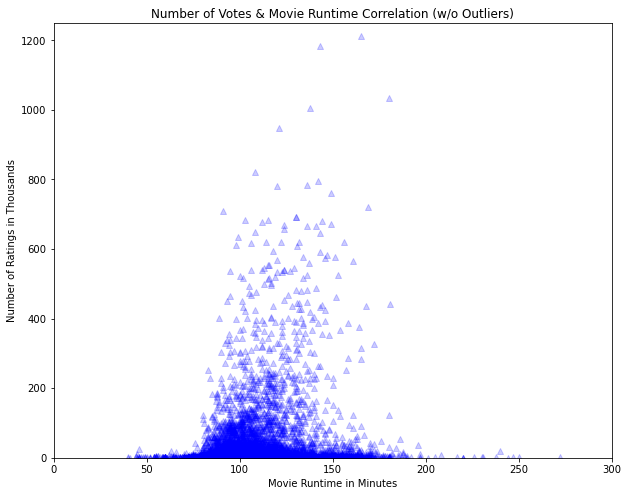 Number of Votes & Movie Runtime Correlation (w/o Outliers)
1200
1000
800
600
400
200
0
Number of Ratings in Thousands
0 50 100 150 200 250 300
Movie Runtime in Minutes